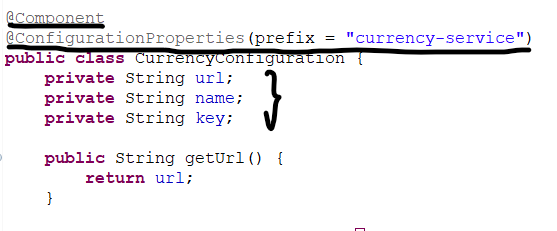 @Component
@ConfigurationProperties(prefix = "currency-service")
public class CurrencyConfiguration {
    private String url;
    private String name;
    private String key;

    public String getUrl() {
        return url;
    }